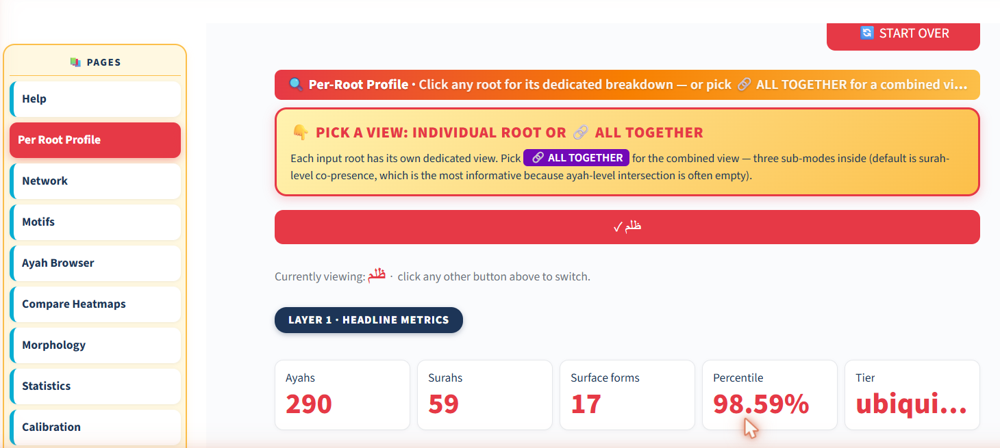 📚 PAGES
Help
Per Root Profile
Network
Motifs
Ayah Browser
Compare Heatmaps
Morphology
Statistics
Calibration
🔄 START OVER
🔍 Per-Root Profile · Click any root for its dedicated breakdown — or pick 🔗 ALL TOGETHER for a combined vi...
👇 PICK A VIEW: INDIVIDUAL ROOT OR 🔗 ALL TOGETHER
Each input root has its own dedicated view. Pick 🔗 ALL TOGETHER for the combined view — three sub-modes inside (default is surah-
level co-presence, which is the most informative because ayah-level intersection is often empty).
✓ ظلم
Currently viewing: ظلم · click any other button above to switch.
LAYER 1 · HEADLINE METRICS
Ayahs
290
Surahs
59
Surface forms
17
Percentile
98.59%
Tier
ubiqui...